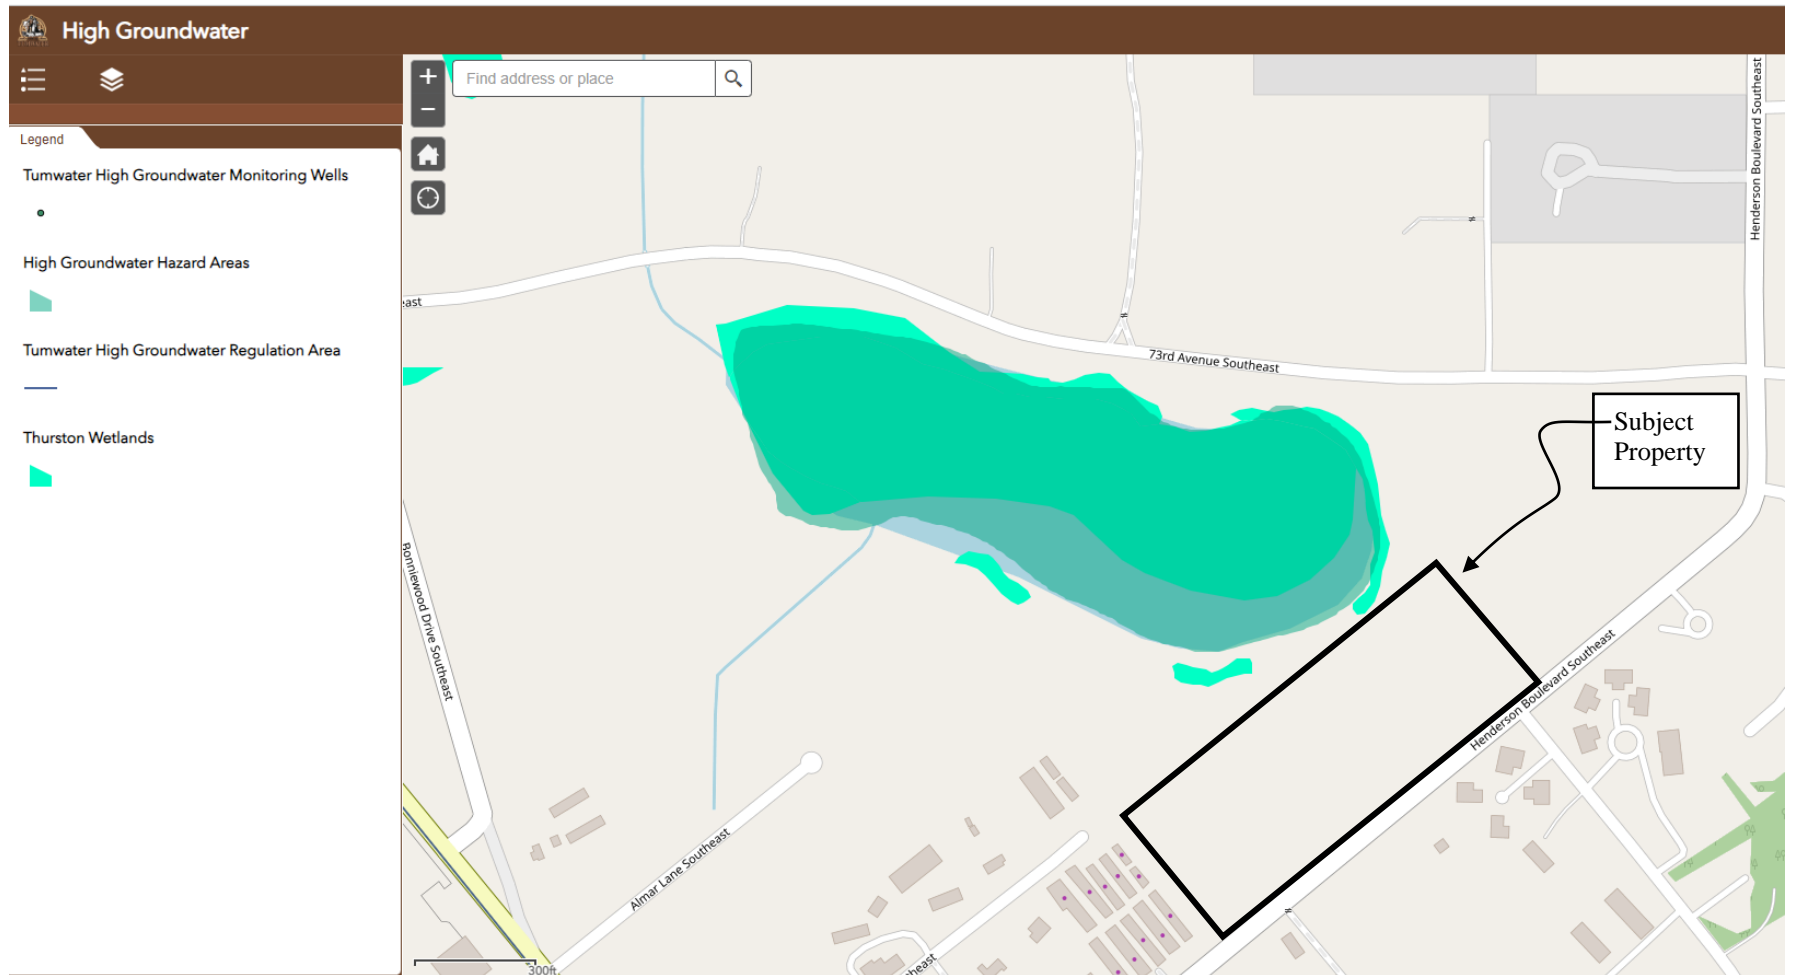 High Groundwater
Find address or place
Legend
Tumwater High Groundwater Monitoring Wells
High Groundwater Hazard Areas
Tumwater High Groundwater Regulation Area
Thurston Wetlands
Henderson Boulevard Southeast
east
73rd Avenue Southeast
Subject
Property
Bonniewood Drive Southeast
Henderson Boulevard Southeast
Almar Lane Southeast
heast
300ft